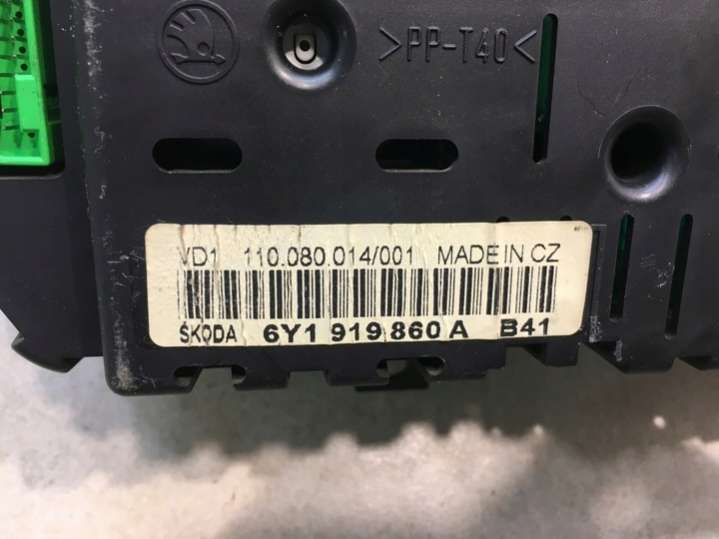 >PP-T40<
VD1 110.080.014/001 MADE IN CZ
ŠKODA 6Y1 919 860 A B41